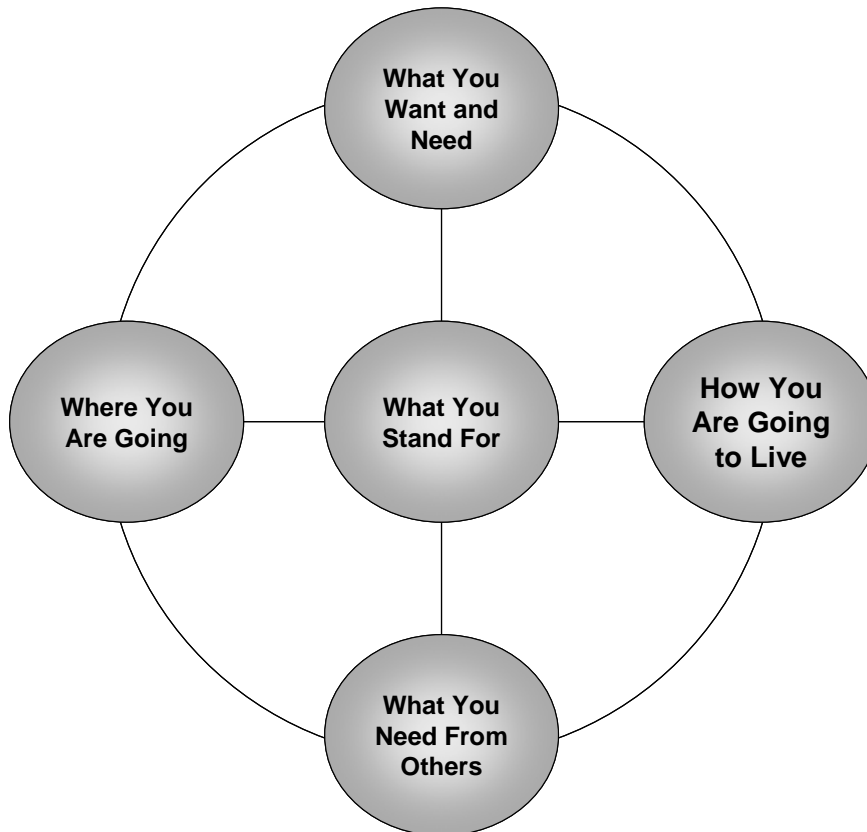 What You
Want and
Need
Where You
Are Going
What You
Stand For
How You
Are Going
to Live
What You
Need From
Others